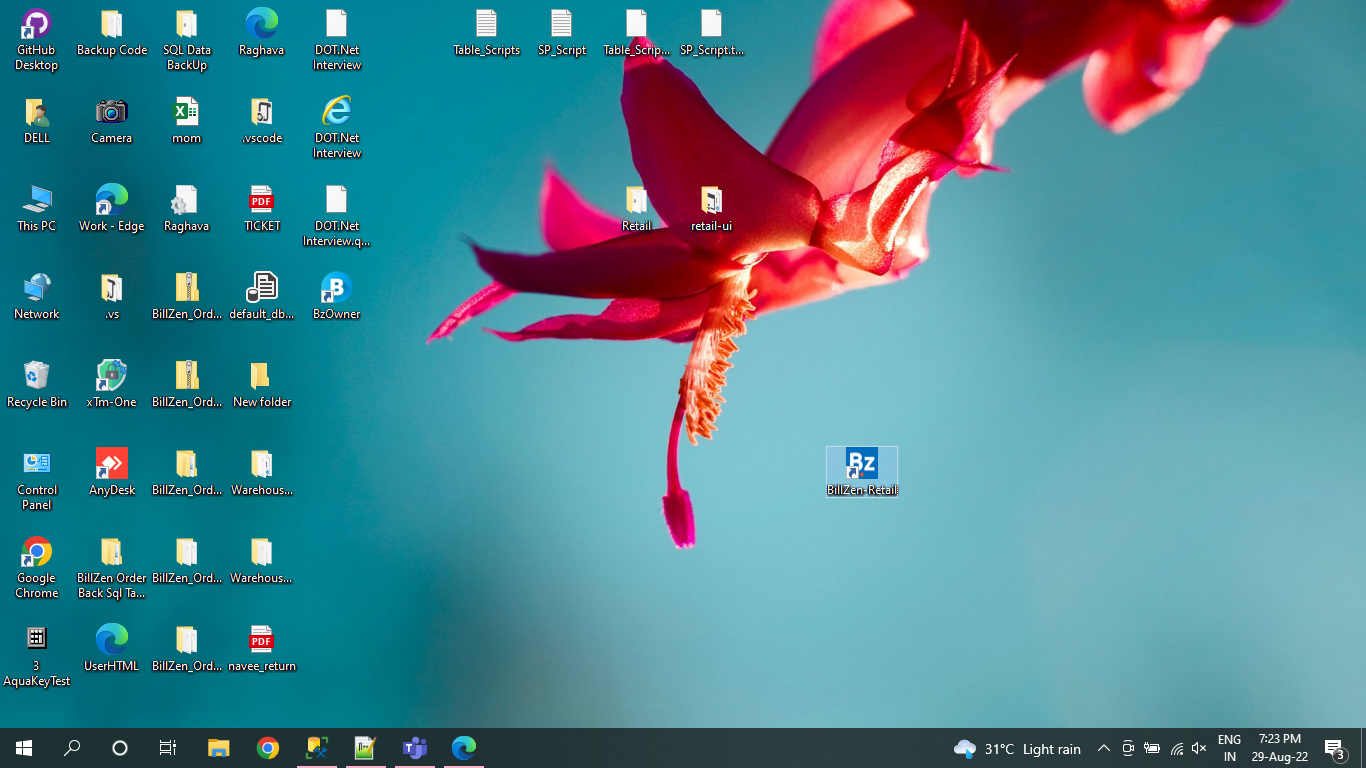 GitHub
Desktop
Backup Code
SQL Data
BackUp
Raghava
DOT.Net
Interview
Table_Scripts
SP_Script
Table_Scrip...
SP_Script.t...
DELL
Camera
mom
.vscode
DOT.Net
Interview
This PC
Work - Edge
Raghava
PDF
TICKET
DOT.Net
Interview.q...
Retail
retail-ui
Network
.vs
BillZen_Ord...
default_db...
B
BzOwner
Recycle Bin
xTm-One
BillZen_Ord...
New folder
Control
Panel
AnyDesk
BillZen_Ord...
Warehous...
Bz
BillZen-Retail
Google
Chrome
BillZen Order
Back Sql Ta...
BillZen_Ord...
Warehous...
3
AquaKeyTest
UserHTML
BillZen_Ord...
PDF
navee_return
31°C Light rain
ENG
IN
7:23 PM
29-Aug-22
3